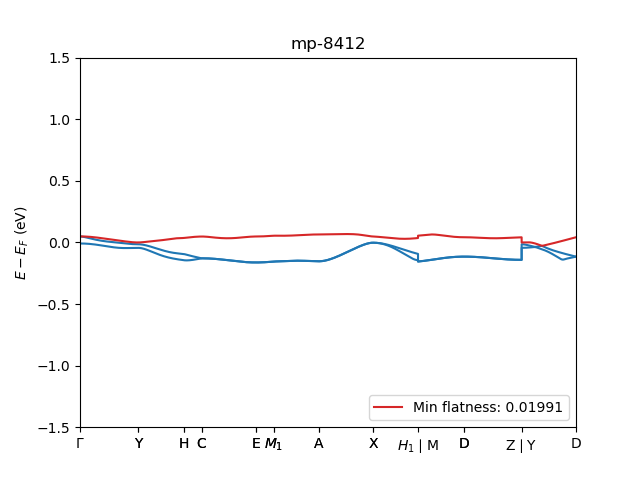 mp-8412
E − E_F (eV)
1.5
1.0
0.5
0.0
−0.5
−1.0
−1.5
Min flatness: 0.01991
Γ Y H C E M₁ A X H₁ | M D Z | Y D